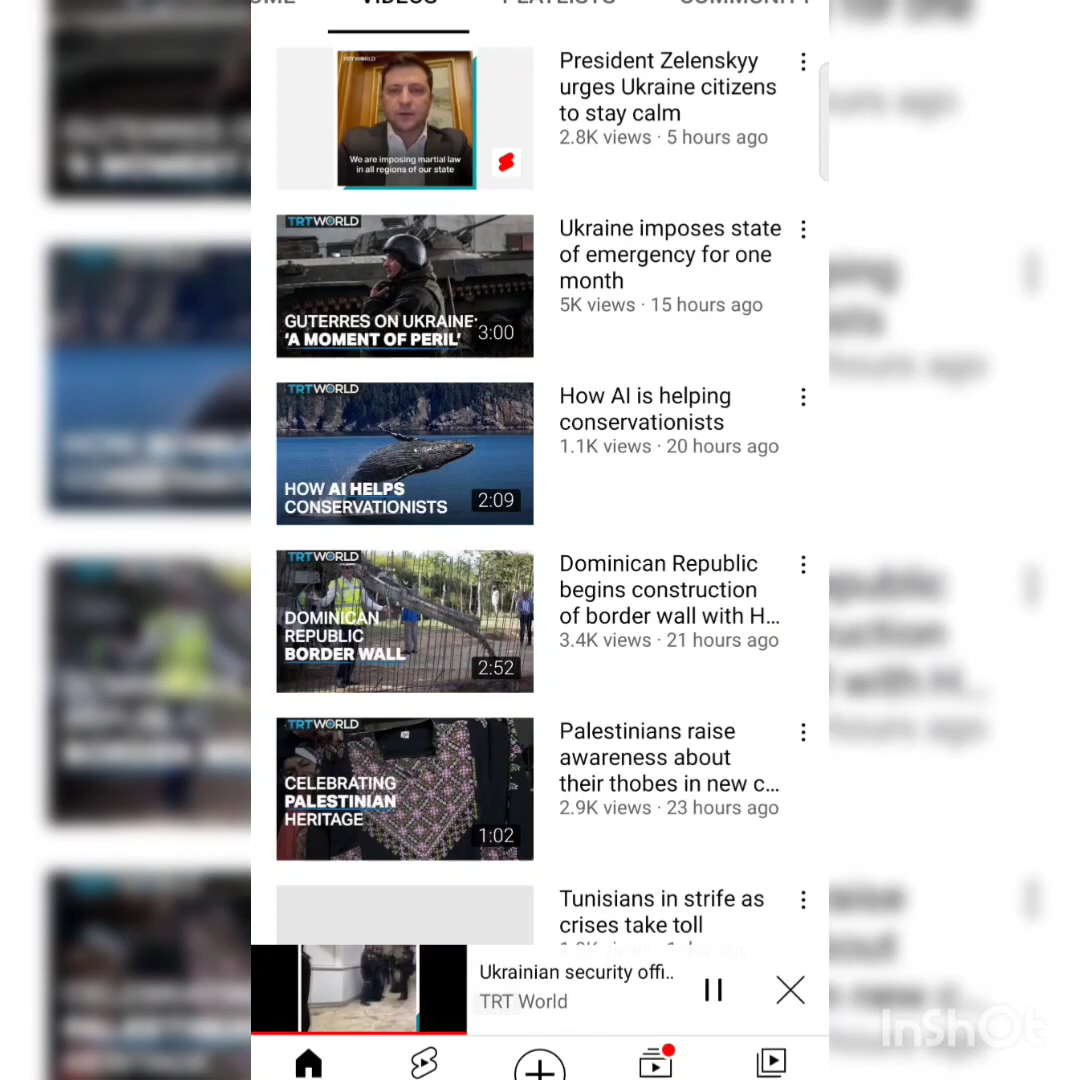 VIDEOS
PLAYLISTS
COMMUNITY
TRT WORLD
We are imposing martial law
in all regions of our state
President Zelenskyy
urges Ukraine citizens
to stay calm
2.8K views · 5 hours ago
TRT WORLD
GUTERRES ON UKRAINE:
‘A MOMENT OF PERIL’
3:00
Ukraine imposes state
of emergency for one
month
5K views · 15 hours ago
TRT WORLD
HOW AI HELPS
CONSERVATIONISTS
2:09
How AI is helping
conservationists
1.1K views · 20 hours ago
TRT WORLD
DOMINICAN
REPUBLIC
BORDER WALL
2:52
Dominican Republic
begins construction
of border wall with H...
3.4K views · 21 hours ago
TRT WORLD
CELEBRATING
PALESTINIAN
HERITAGE
1:02
Palestinians raise
awareness about
their thobes in new c...
2.9K views · 23 hours ago
Tunisians in strife as
crises take toll
Ukrainian security offi..
TRT World
InShOt